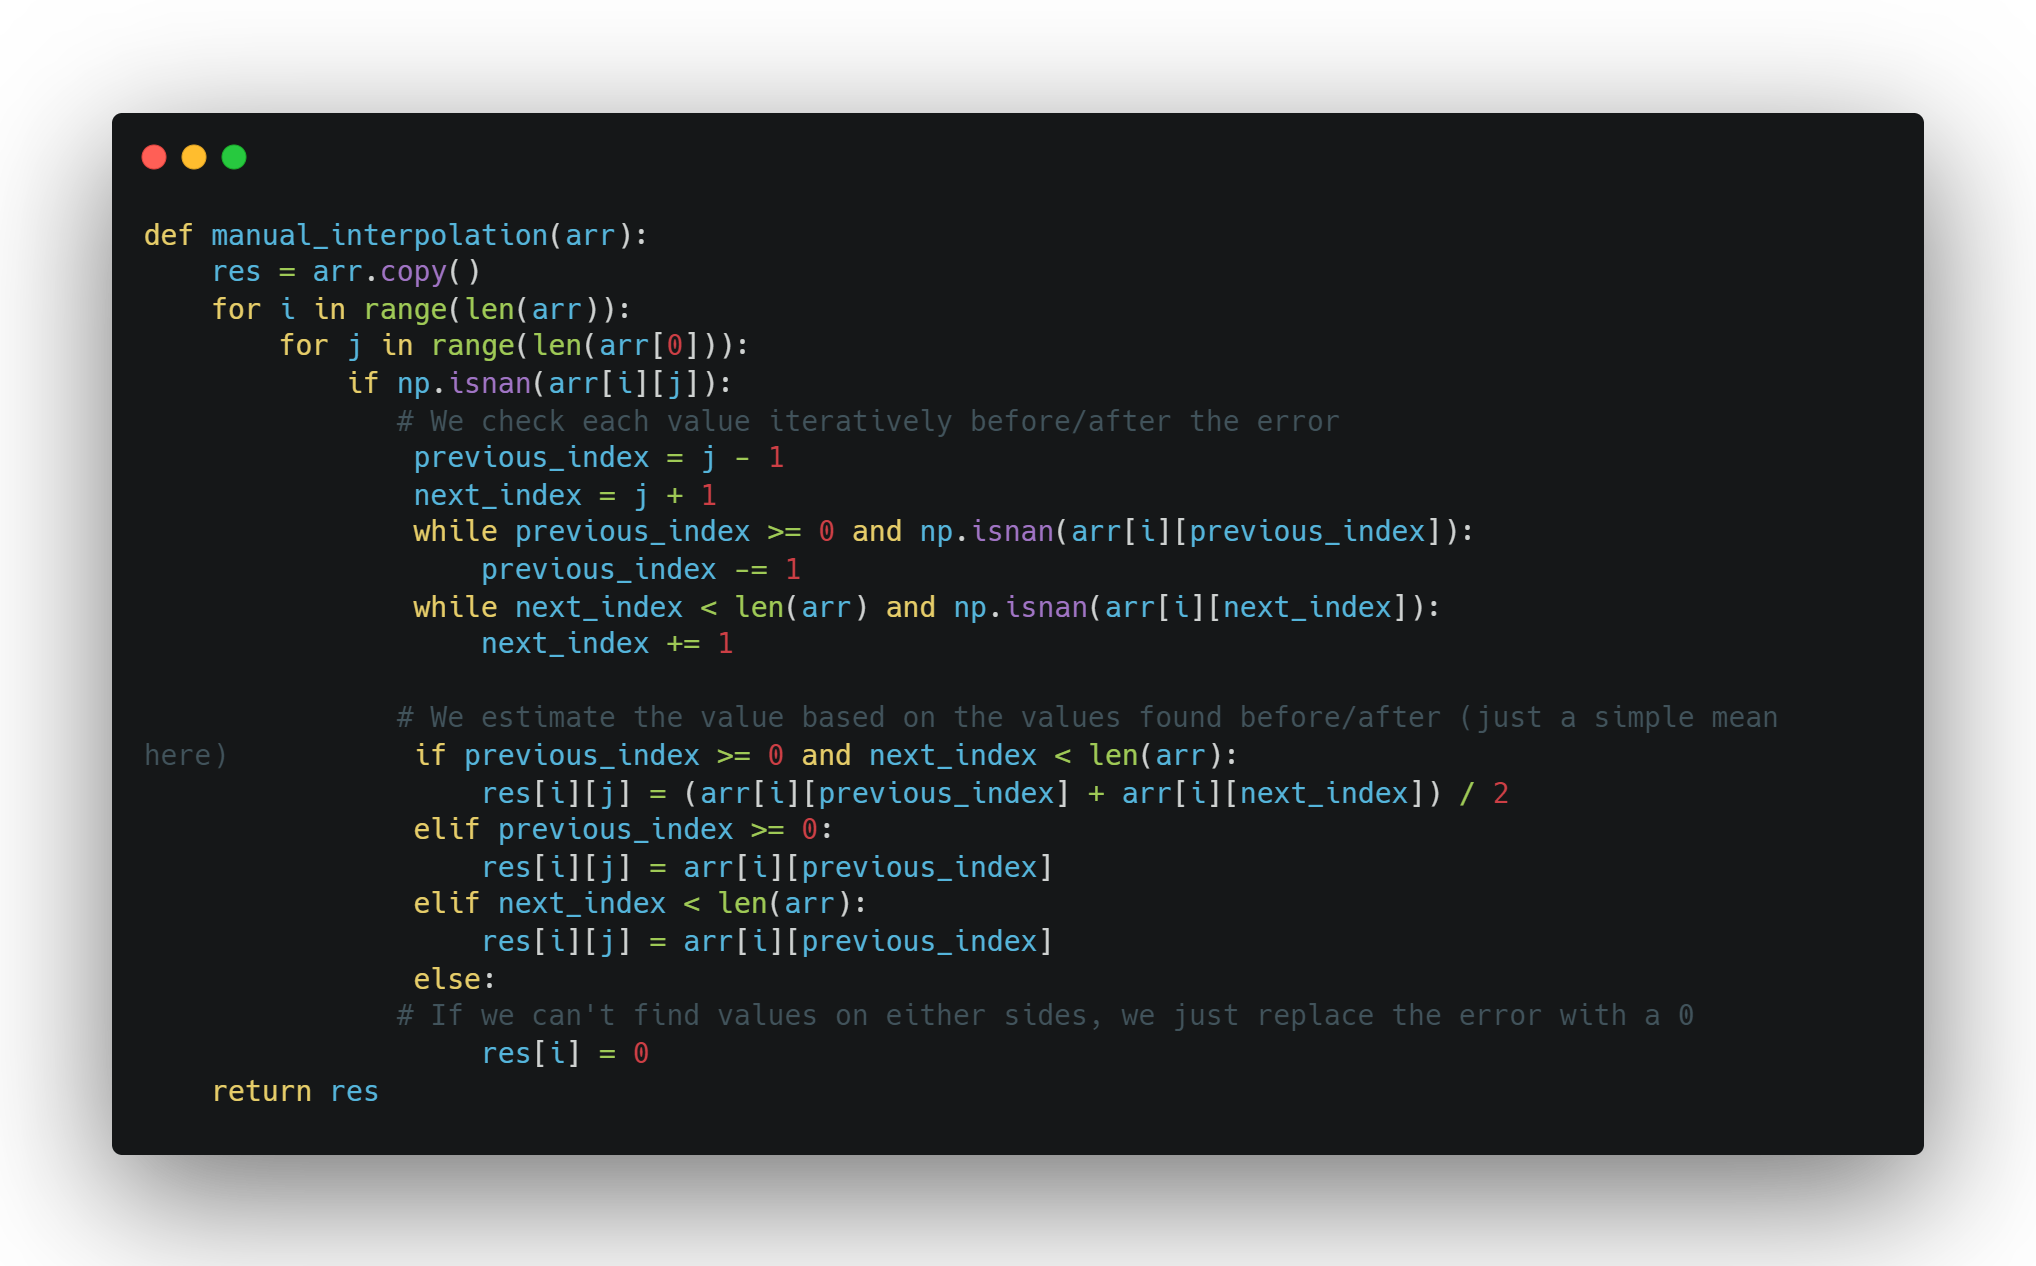 def manual_interpolation(arr):
    res = arr.copy()
    for i in range(len(arr)):
        for j in range(len(arr[0])):
            if np.isnan(arr[i][j]):
               # We check each value iteratively before/after the error
                previous_index = j - 1
                next_index = j + 1
                while previous_index >= 0 and np.isnan(arr[i][previous_index]):
                    previous_index -= 1
                while next_index < len(arr) and np.isnan(arr[i][next_index]):
                    next_index += 1

               # We estimate the value based on the values found before/after (just a simple mean
here)           if previous_index >= 0 and next_index < len(arr):
                    res[i][j] = (arr[i][previous_index] + arr[i][next_index]) / 2
                elif previous_index >= 0:
                    res[i][j] = arr[i][previous_index]
                elif next_index < len(arr):
                    res[i][j] = arr[i][previous_index]
                else:
               # If we can't find values on either sides, we just replace the error with a 0
                    res[i] = 0
    return res